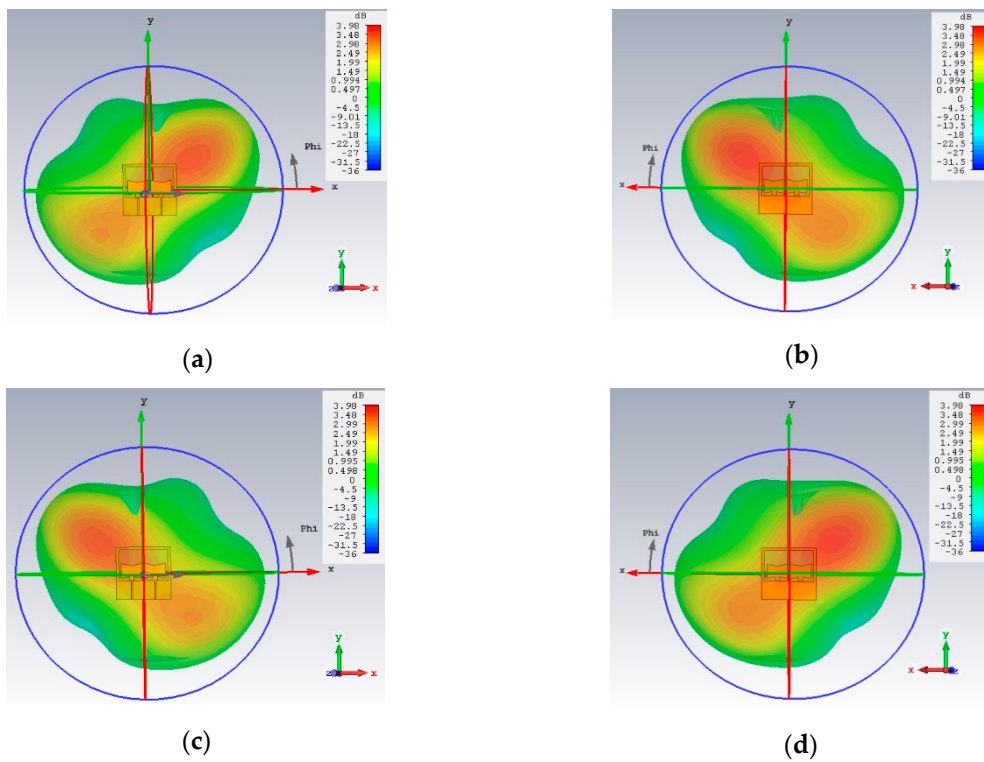 y
dB
3.98
3.48
2.98
2.49
1.49
0.994
0.497
0
-4.5
-9.01
-13.5
-18
-22.5
-27
-31.5
-36
Phi
x
y
z
x
(a)
y
dB
3.98
3.48
2.98
2.49
1.49
0.994
0.497
0
-4.5
-9.01
-13.5
-18
-22.5
-27
-31.5
-36
Phi
x
y
x
z
(b)
y
dB
3.98
3.48
2.99
2.49
1.99
1.49
0.995
0.498
0
-4.5
-9
-13.5
-18
-22.5
-27
-31.5
-36
Phi
x
y
z
x
(c)
y
dB
3.98
3.48
2.99
2.49
1.99
1.49
0.995
0.498
0
-4.5
-9
-13.5
-18
-22.5
-27
-31.5
-36
Phi
x
y
x
z
(d)